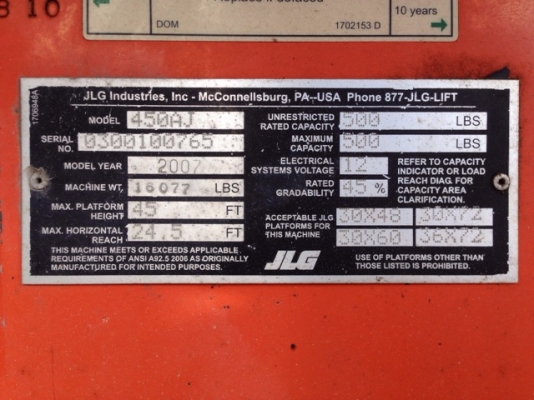 B 10
10 years
DOM
1702153 D
1706948A
JLG Industries, Inc - McConnellsburg, PA--USA Phone 877-JLG-LIFT
MODEL 450AJ
SERIAL 0300100765
MODEL YEAR 2007
MACHINE WT. 16077 LBS
MAX. PLATFORM HEIGHT 45 FT
MAX. HORIZONTAL REACH 24.5 FT
THIS MACHINE MEETS OR EXCEEDS APPLICABLE
REQUIREMENTS OF ANSI A92.5 2006 AS ORIGINALLY
MANUFACTURED FOR INTENDED PURPOSES.
UNRESTRICTED RATED CAPACITY 500 LBS
MAXIMUM CAPACITY 500 LBS
ELECTRICAL SYSTEMS VOLTAGE 12
RATED GRADABILITY 45 %
REFER TO CAPACITY
INDICATOR OR LOAD
REACH DIAG. FOR
CAPACITY AREA
CLARIFICATION.
ACCEPTABLE JLG
PLATFORMS FOR
THIS MACHINE
30X48 30X72
30X60 36X72
JLG
USE OF PLATFORMS OTHER THAN
THOSE LISTED IS PROHIBITED.